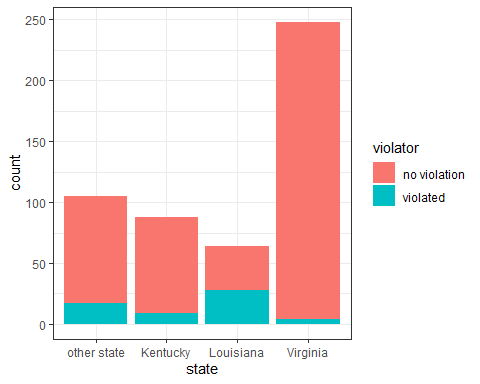 250
200
150
100
50
0
count
other state Kentucky Louisiana Virginia
state
violator
no violation
violated